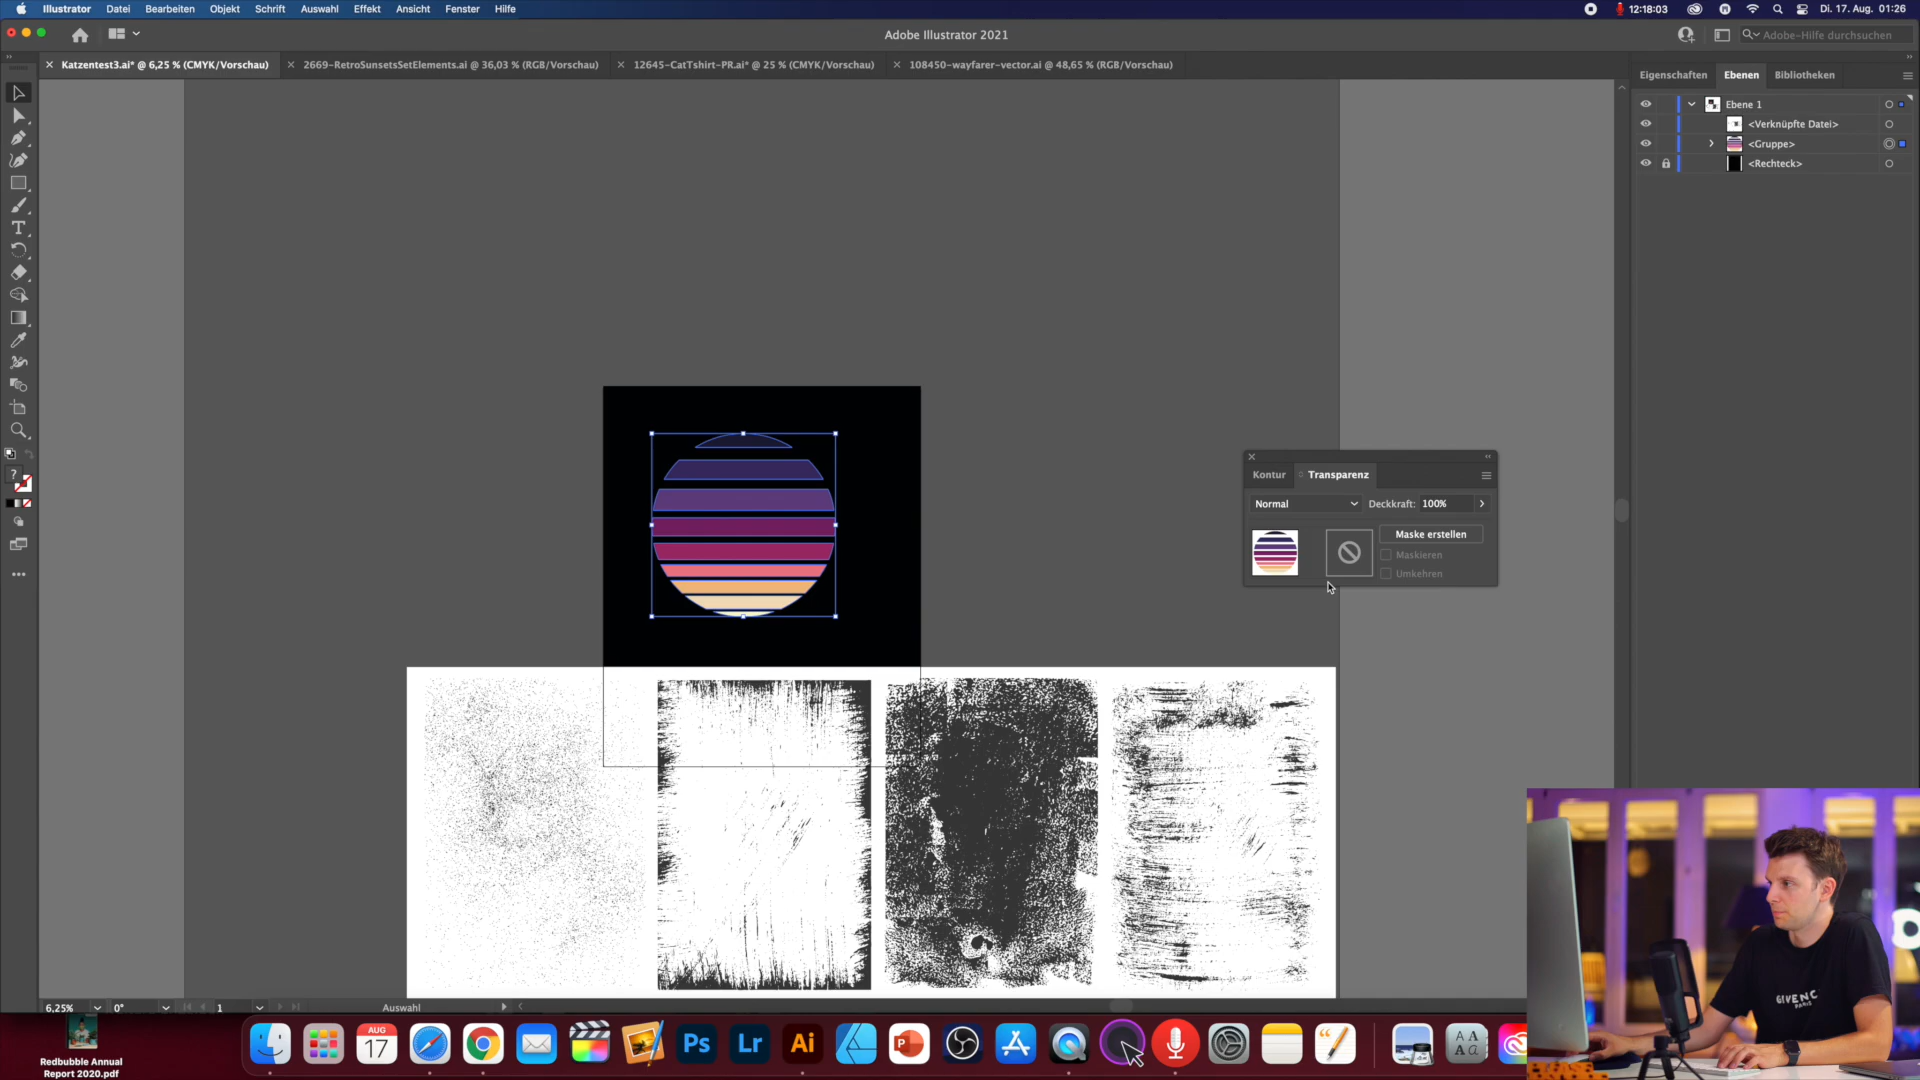 Illustrator Datei Bearbeiten Objekt Schrift Auswahl Effekt Ansicht Fenster Hilfe
12:18:03 Di. 17. Aug. 01:26
Adobe Illustrator 2021
Adobe-Hilfe durchsuchen
Katzentest3.ai* @ 6,25 % (CMYK/Vorschau)
2669-RetroSunsetsSetElements.ai @ 36,03 % (RGB/Vorschau)
12645-CatTshirt-PR.ai* @ 25 % (CMYK/Vorschau)
108450-wayfarer-vector.ai @ 48,65 % (RGB/Vorschau)
Eigenschaften Ebenen Bibliotheken
Ebene 1
<Verknüpfte Datei>
<Gruppe>
<Rechteck>
Kontur Transparenz
Normal Deckkraft: 100%
Maske erstellen
Maskieren
Umkehren
?
6,25% 0° 1 Auswahl
GIVENC
PARIS
AUG
17
Ps
Lr
Ai
Redbubble Annual
Report 2020.pdf